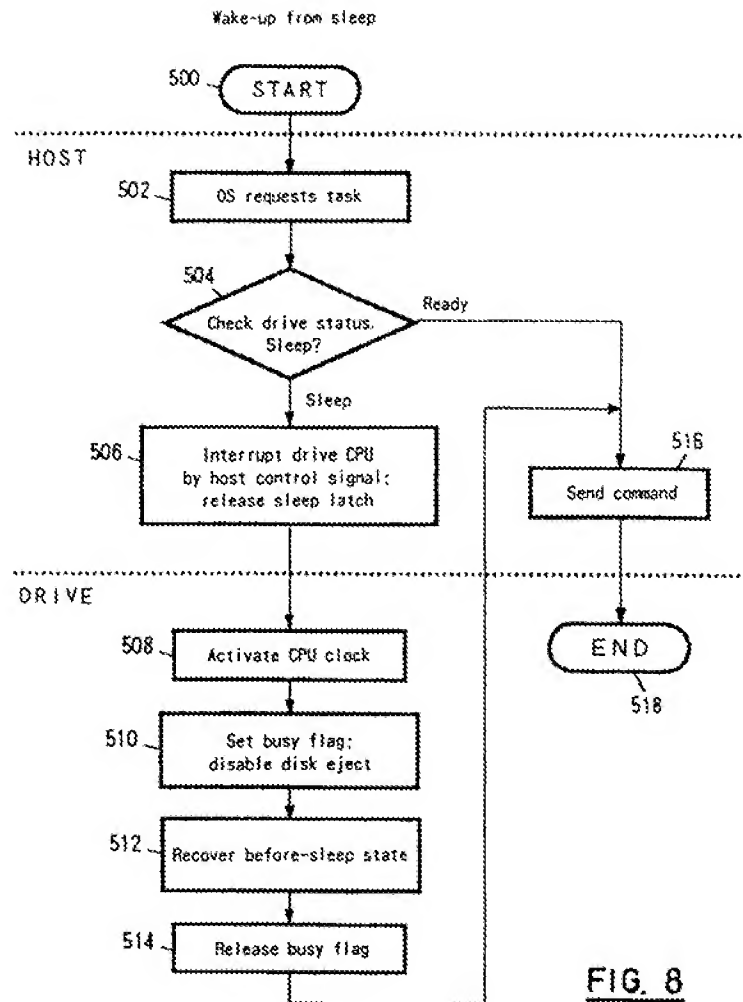 Wake-up from sleep
500
START
HOST
502
OS requests task
504
Check drive status.
Sleep?
Ready
Sleep
506
Interrupt drive CPU
by host control signal;
release sleep latch
516
Send command
DRIVE
508
Activate CPU clock
END
518
510
Set busy flag;
disable disk eject
512
Recover before-sleep state
514
Release busy flag
FIG. 8